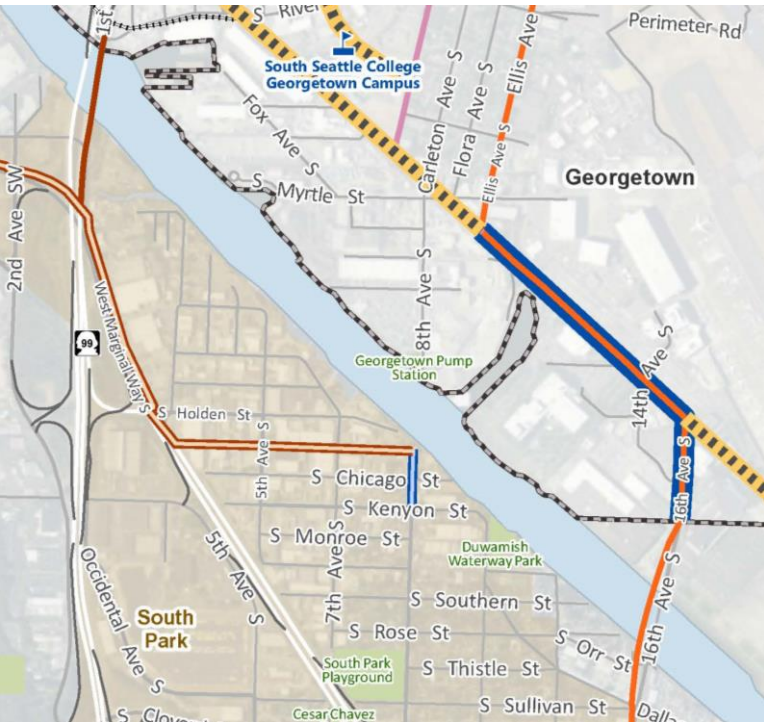 1st
S River
Ellis Ave
Perimeter Rd
South Seattle College
Georgetown Campus
Fox Ave S
Carleton Ave S
Flora Ave S
Ellis Ave S
Georgetown
S Myrtle St
2nd Ave SW
8th Ave S
West Marginal Way S
99
14th Ave S
Georgetown Pump
Station
S Holden St
5th Ave S
16th Ave S
S Chicago St
S Kenyon St
S Monroe St
5th Ave S
7th Ave S
Duwamish
Waterway Park
Occidental Ave S
S Southern St
16th Ave S
South
Park
S Rose St
S Orr St
South Park
Playground
S Thistle St
S Sullivan St
Dalla
Cesar Chavez
S Clove